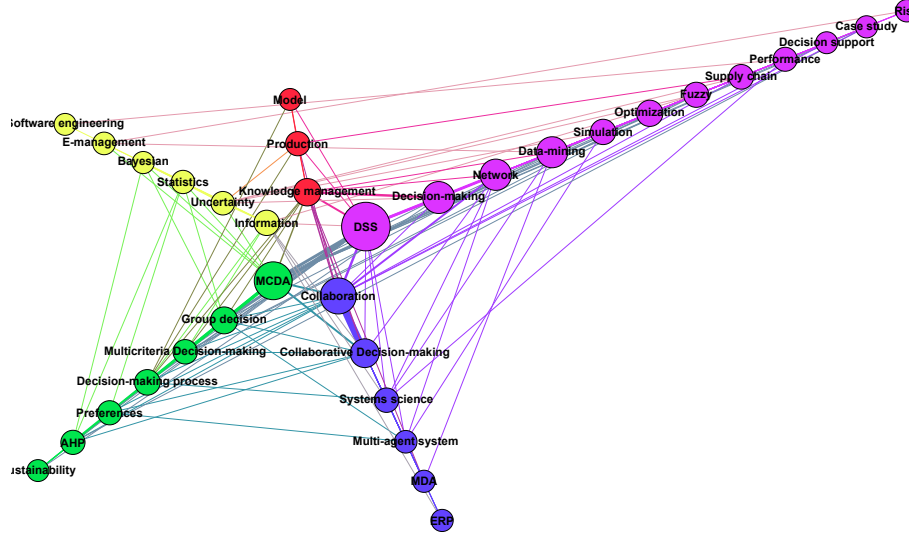 Ris
Case study
Decision support
Performance
Supply chain
Fuzzy
Optimization
Simulation
Data-mining
Network
Decision-making
DSS
Model
Production
Knowledge management
Software engineering
E-management
Bayesian
Statistics
Uncertainty
Information
MCDA
Group decision
Multicriteria Decision-making
Decision-making process
Preferences
AHP
ustainability
Collaboration
Collaborative Decision-making
Systems science
Multi-agent system
MDA
ERP